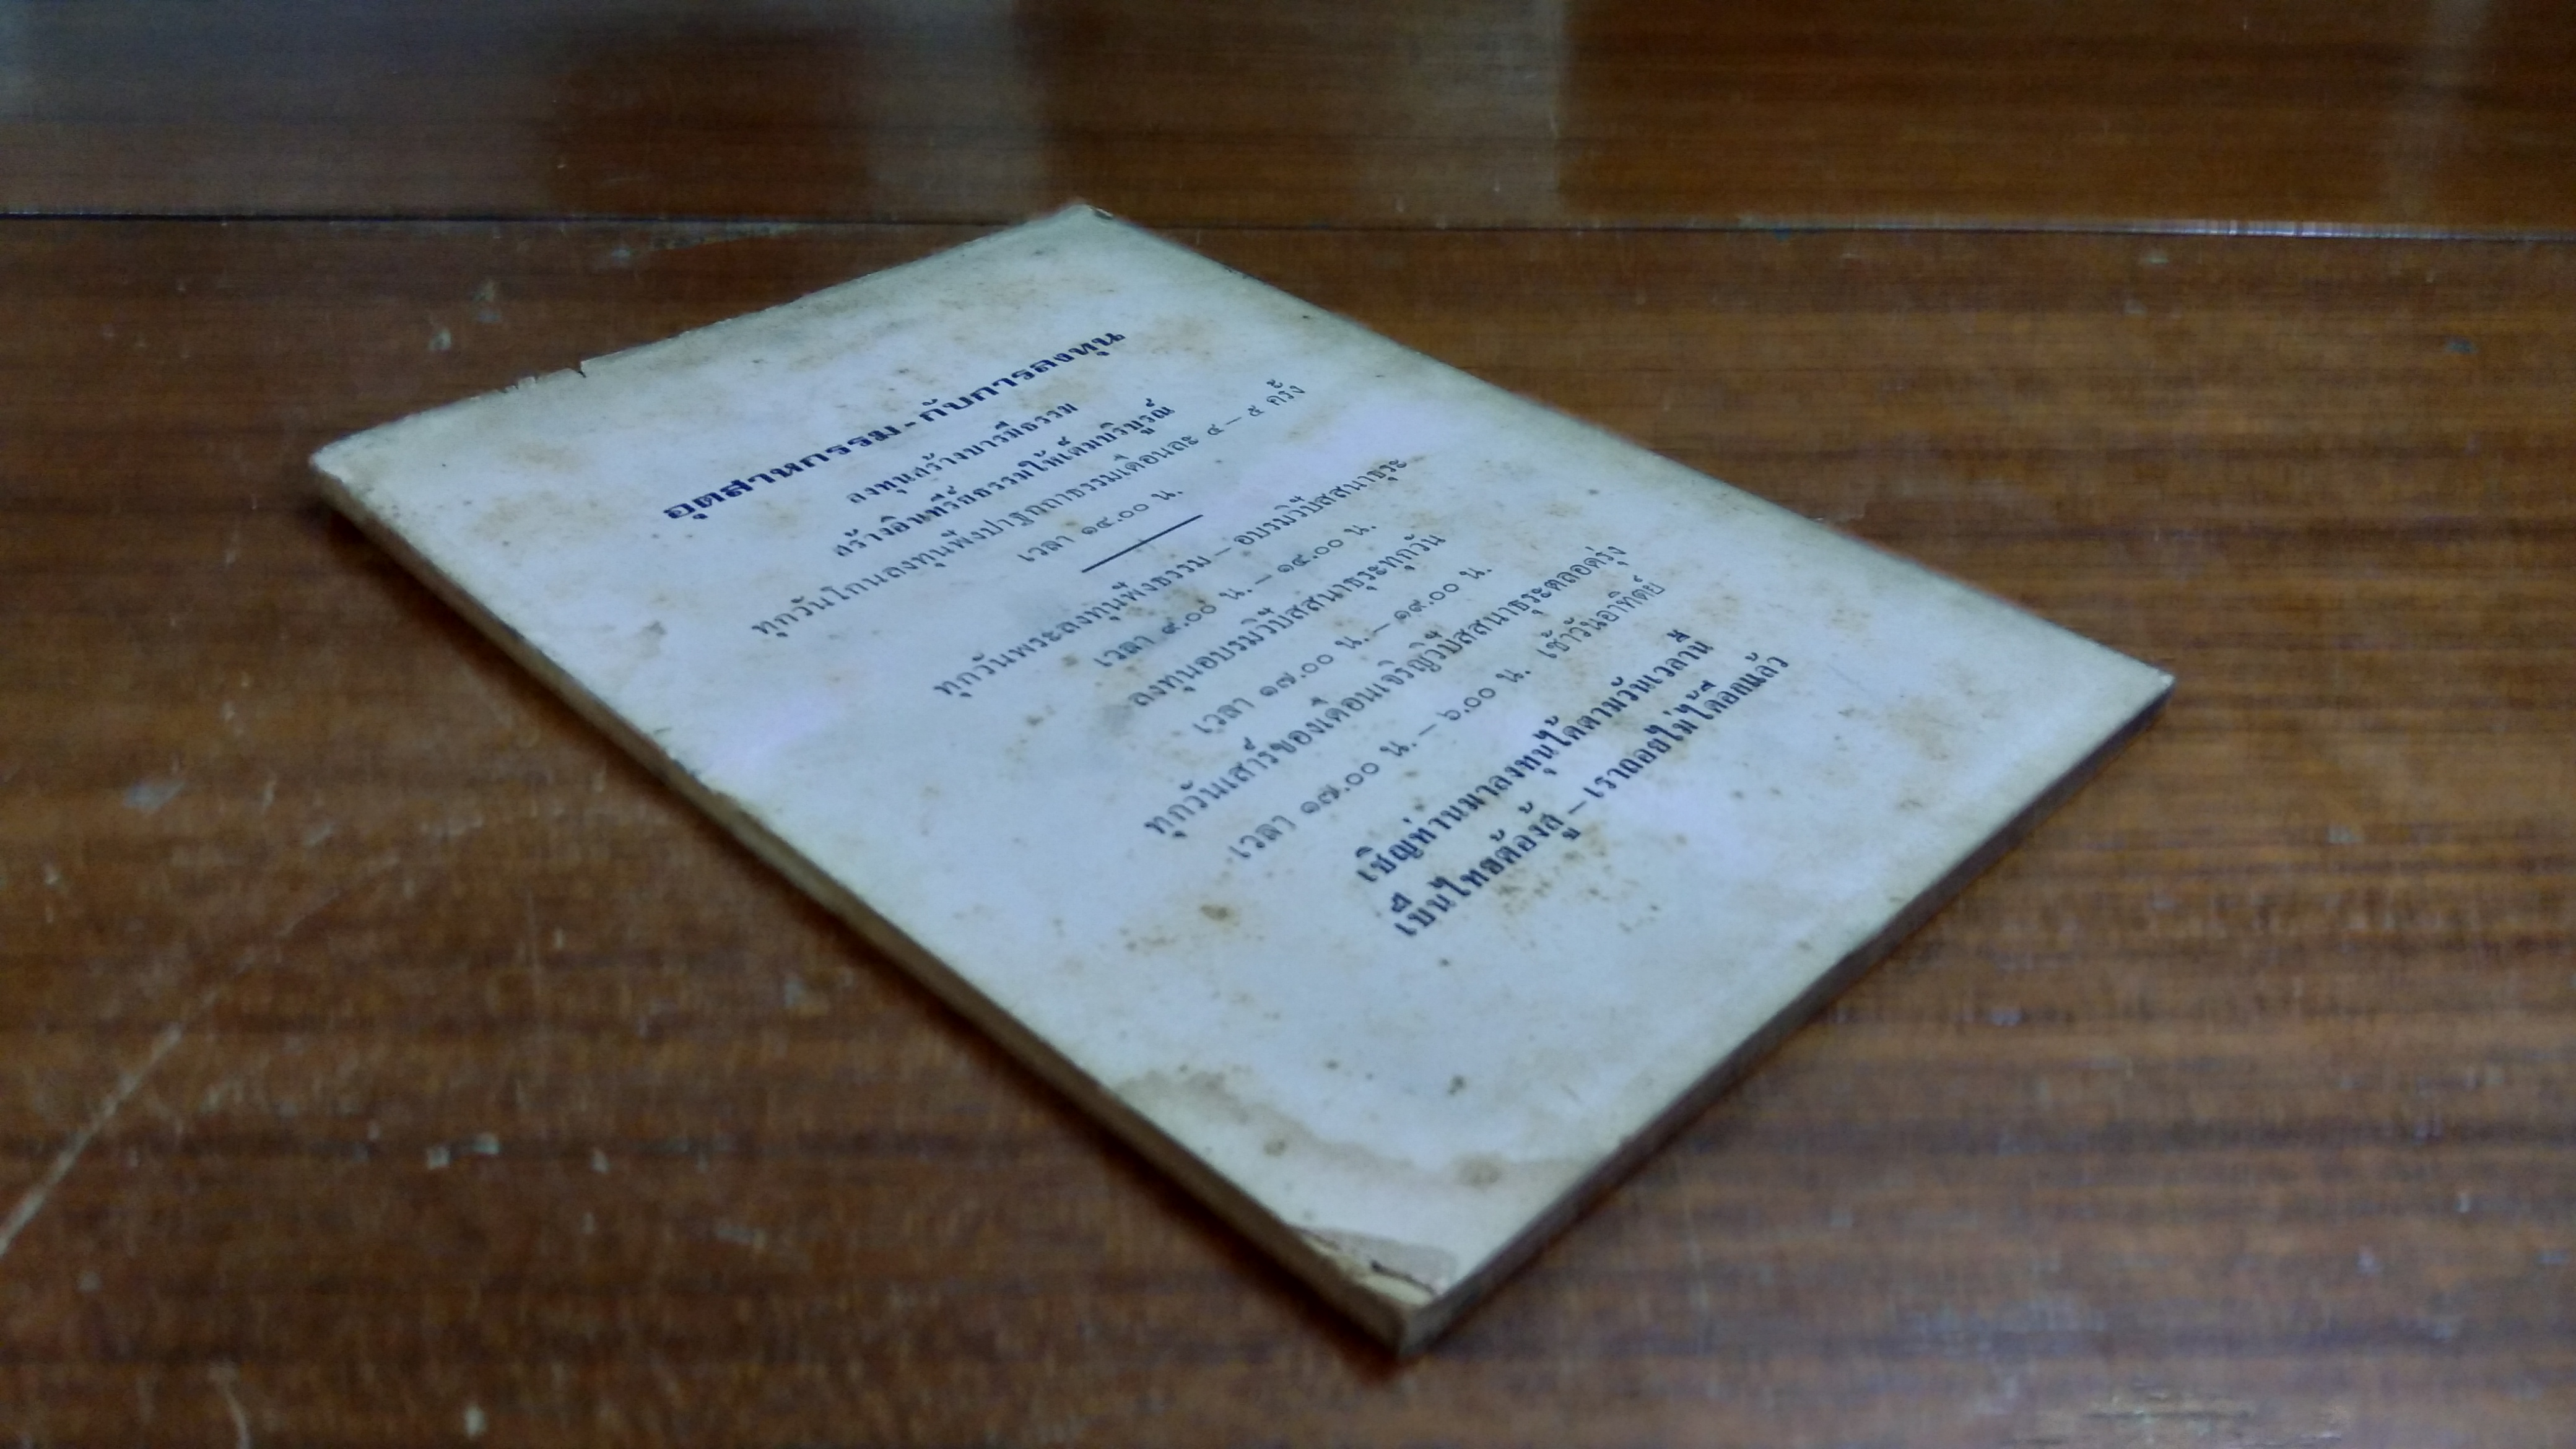 อุตสาหกรรม - กับการลงทุน
ลงทุนสร้างบารมีธรรม
สร้างอินทรีย์ธรรมให้เต็มบริบูรณ์
ทุกวันโกนลงทุนฟังปาฐกถาธรรมเดือนละ ๔ – ๕ ครั้ง
เวลา ๑๔.๐๐ น.
ทุกวันพระลงทุนฟังธรรม – อบรมวิปัสสนาธุระ
เวลา ๙.๐๐ น. – ๑๔.๐๐ น.
ลงทุนอบรมวิปัสสนาธุระทุกวัน
เวลา ๑๗.๐๐ น. – ๑๙.๐๐ น.
ทุกวันเสาร์ของเดือนเจริญวิปัสสนาธุระตลอดรุ่ง
เวลา ๑๗.๐๐ น. – ๖.๐๐ น. เช้าวันอาทิตย์
เชิญท่านมาลงทุนได้ตามวันเวลานี้
เป็นไทยต้องสู้ – เราถอยไม่ได้อีกแล้ว